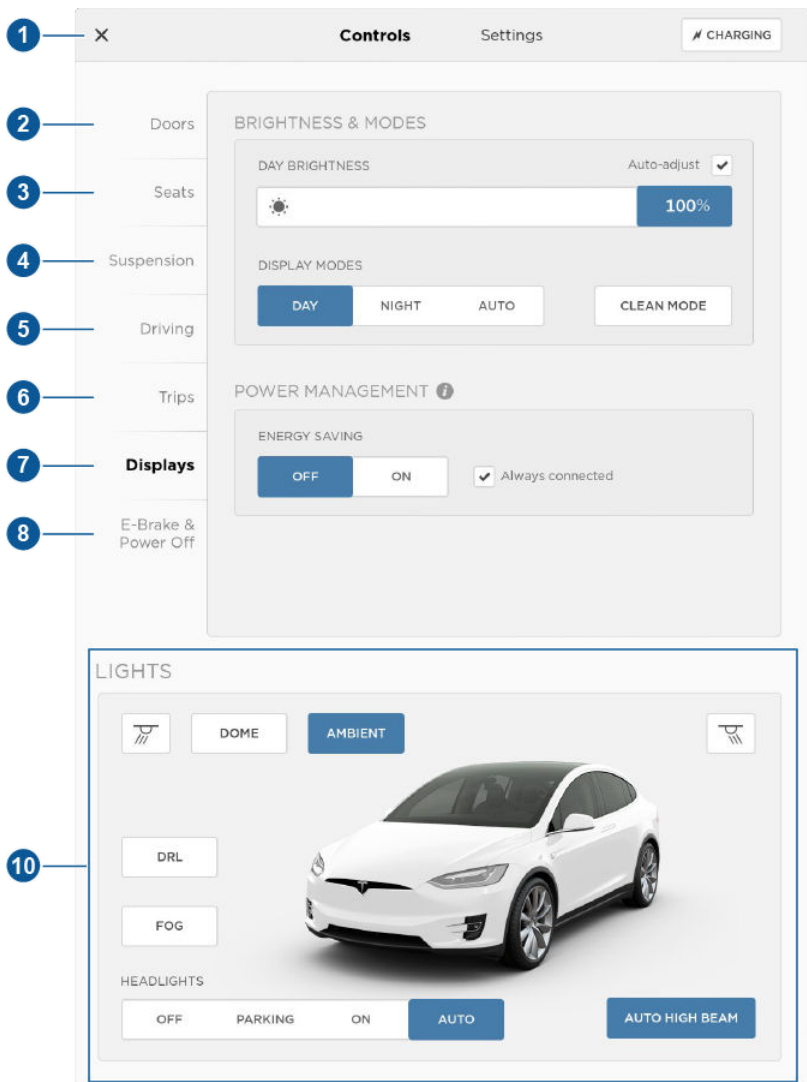 1
Controls Settings CHARGING
2 Doors
3 Seats
4 Suspension
5 Driving
6 Trips
7 Displays
8 E-Brake &
Power Off
BRIGHTNESS & MODES
DAY BRIGHTNESS Auto-adjust
100%
DISPLAY MODES
DAY NIGHT AUTO CLEAN MODE
POWER MANAGEMENT
ENERGY SAVING
OFF ON Always connected
10
LIGHTS
DOME AMBIENT
DRL
FOG
HEADLIGHTS
OFF PARKING ON AUTO AUTO HIGH BEAM